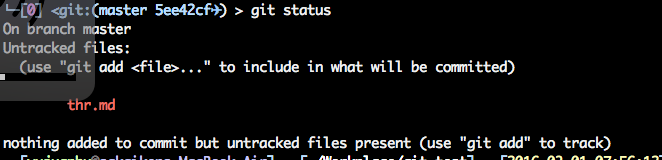 [0] <git:(master 5ee42cf✈) > git status
On branch master
Untracked files:
(use "git add <file>..." to include in what will be committed)
thr.md
nothing added to commit but untracked files present (use "git add" to track)